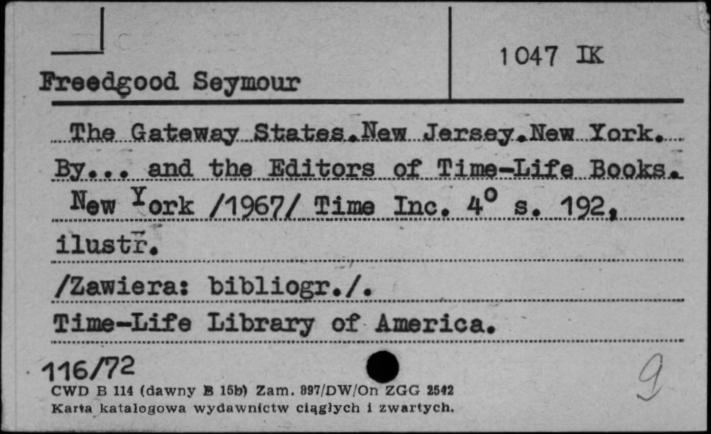 1047 IK
Freedgood Seymour
The Gateway States.New Jersey.New York.
By... and the Editors of Time-Life Books.
New York /1967/ Time Inc. 4° s. 192,
ilustr.
/Zawiera: bibliogr./.
Time-Life Library of America.
116/72
9
CWD B 114 (dawny B 15b) Zam. 897/DW/On ZGG 2542
Karta katalogowa wydawnictw ciągłych i zwartych.